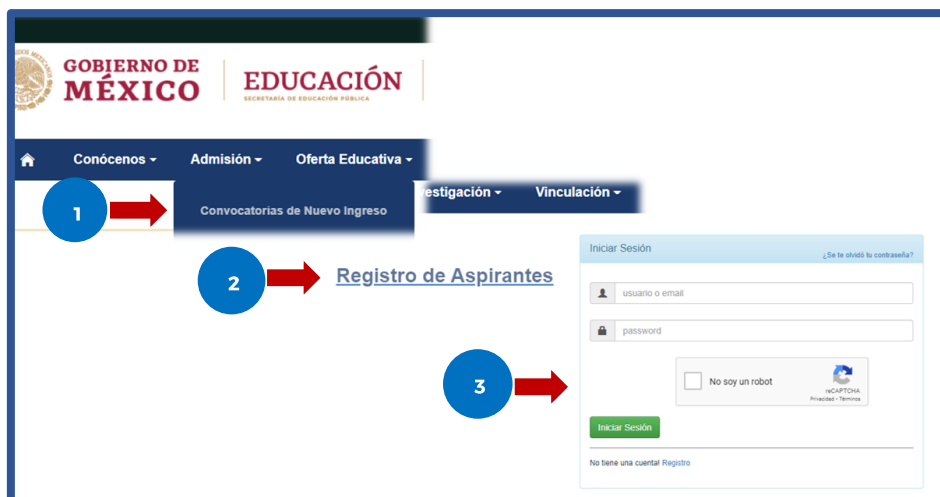 GOBIERNO DE
MÉXICO
EDUCACIÓN
SECRETARÍA DE EDUCACIÓN PÚBLICA
Conócenos
Admisión
Oferta Educativa
Vinculación
1
Convocatorias de Nuevo Ingreso
2
Registro de Aspirantes
Iniciar Sesión
¿Se te olvidó tu contraseña?
usuario o email
password
3
No soy un robot
reCAPTCHA
Privacidad - Términos
Iniciar Sesión
No tiene una cuenta! Registro